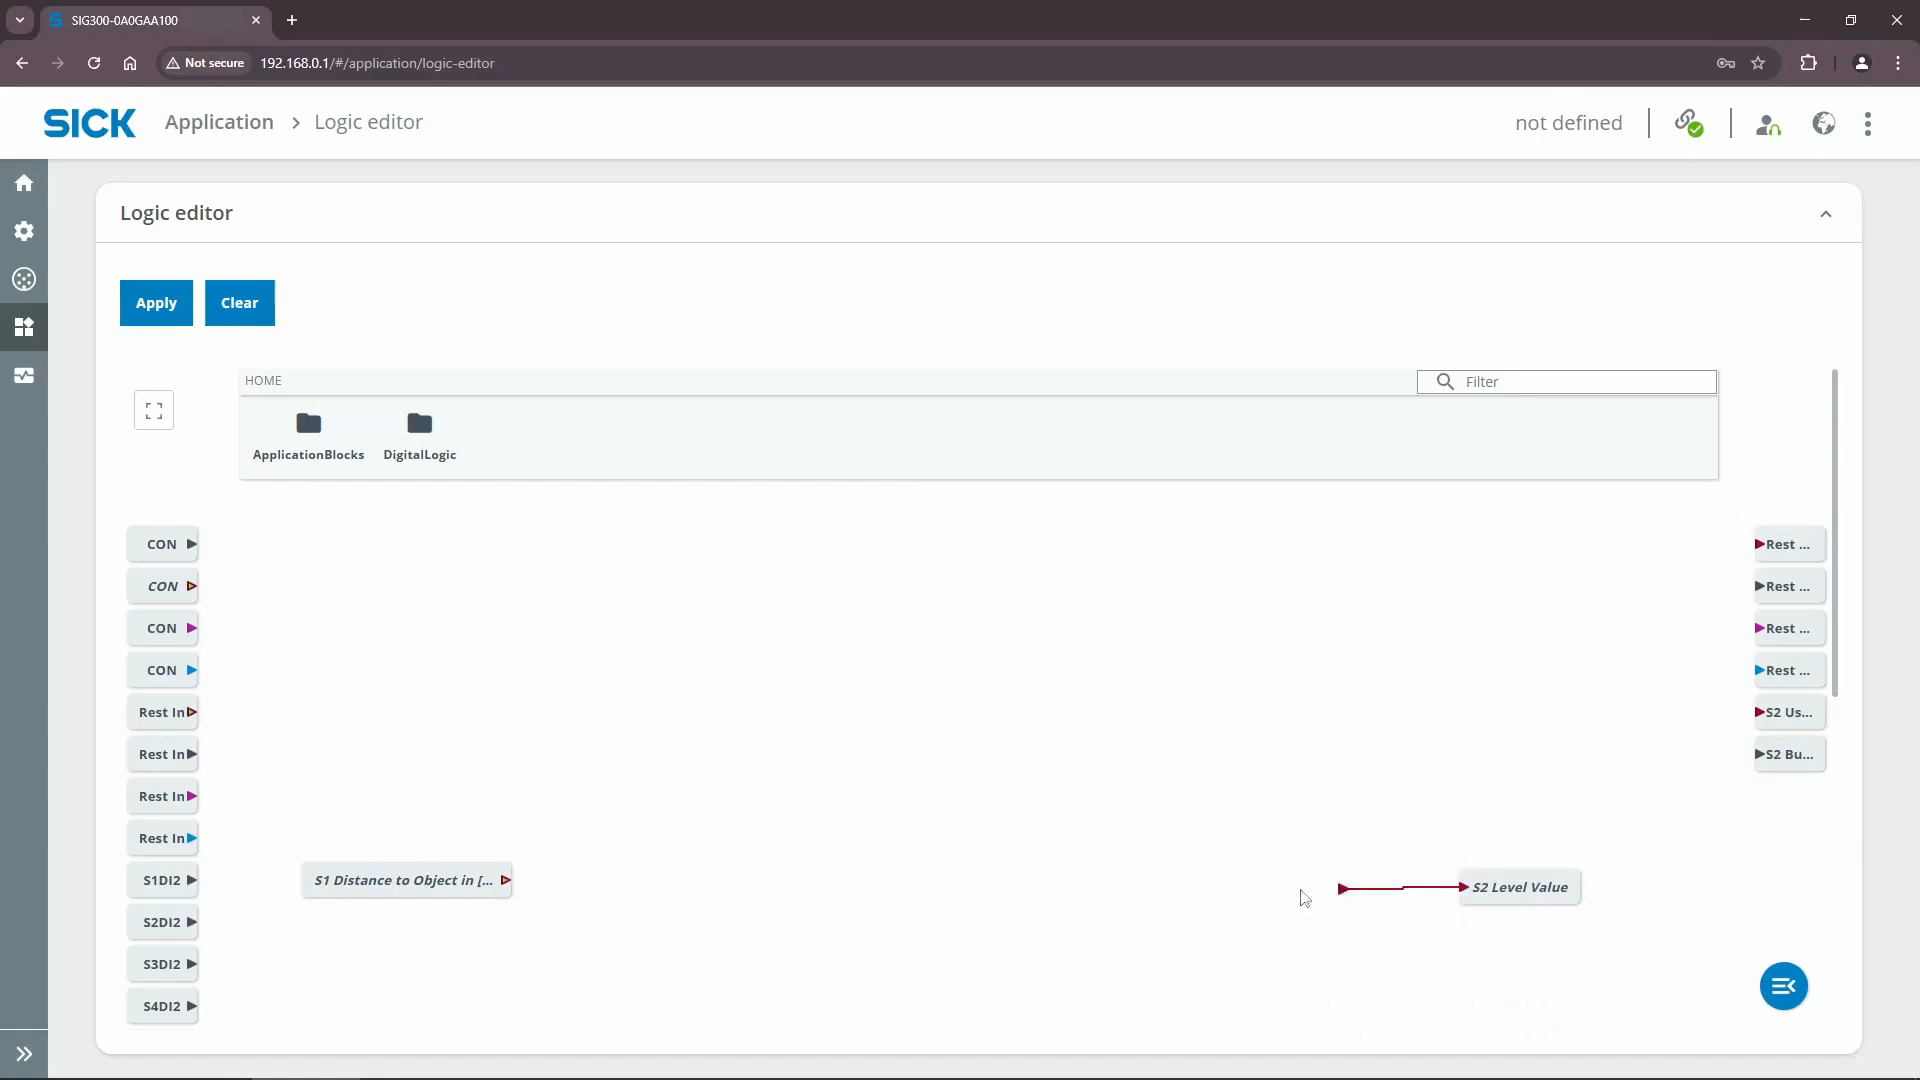 SIG300-0A0GAA100
Not secure
192.168.0.1/#/application/logic-editor
SICK
Application > Logic editor
not defined
Logic editor
Apply
Clear
HOME
Filter
ApplicationBlocks
DigitalLogic
CON
CON
CON
CON
Rest In
Rest In
Rest In
Rest In
S1DI2
S2DI2
S3DI2
S4DI2
S1 Distance to Object in [...
S2 Level Value
Rest ...
Rest ...
Rest ...
Rest ...
S2 Us...
S2 Bu...